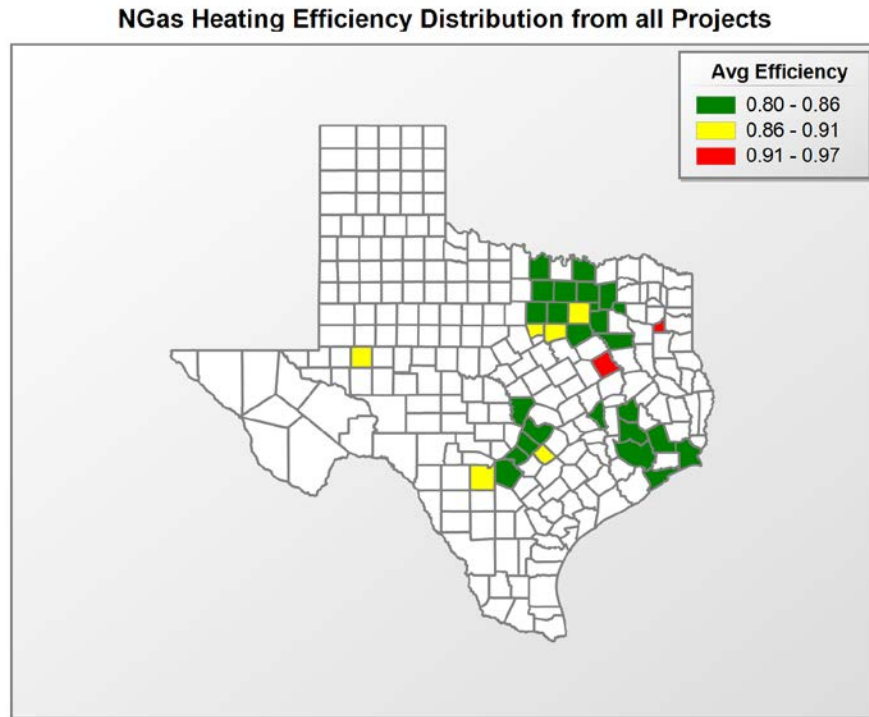 NGas Heating Efficiency Distribution from all Projects
Avg Efficiency
0.80 - 0.86
0.86 - 0.91
0.91 - 0.97